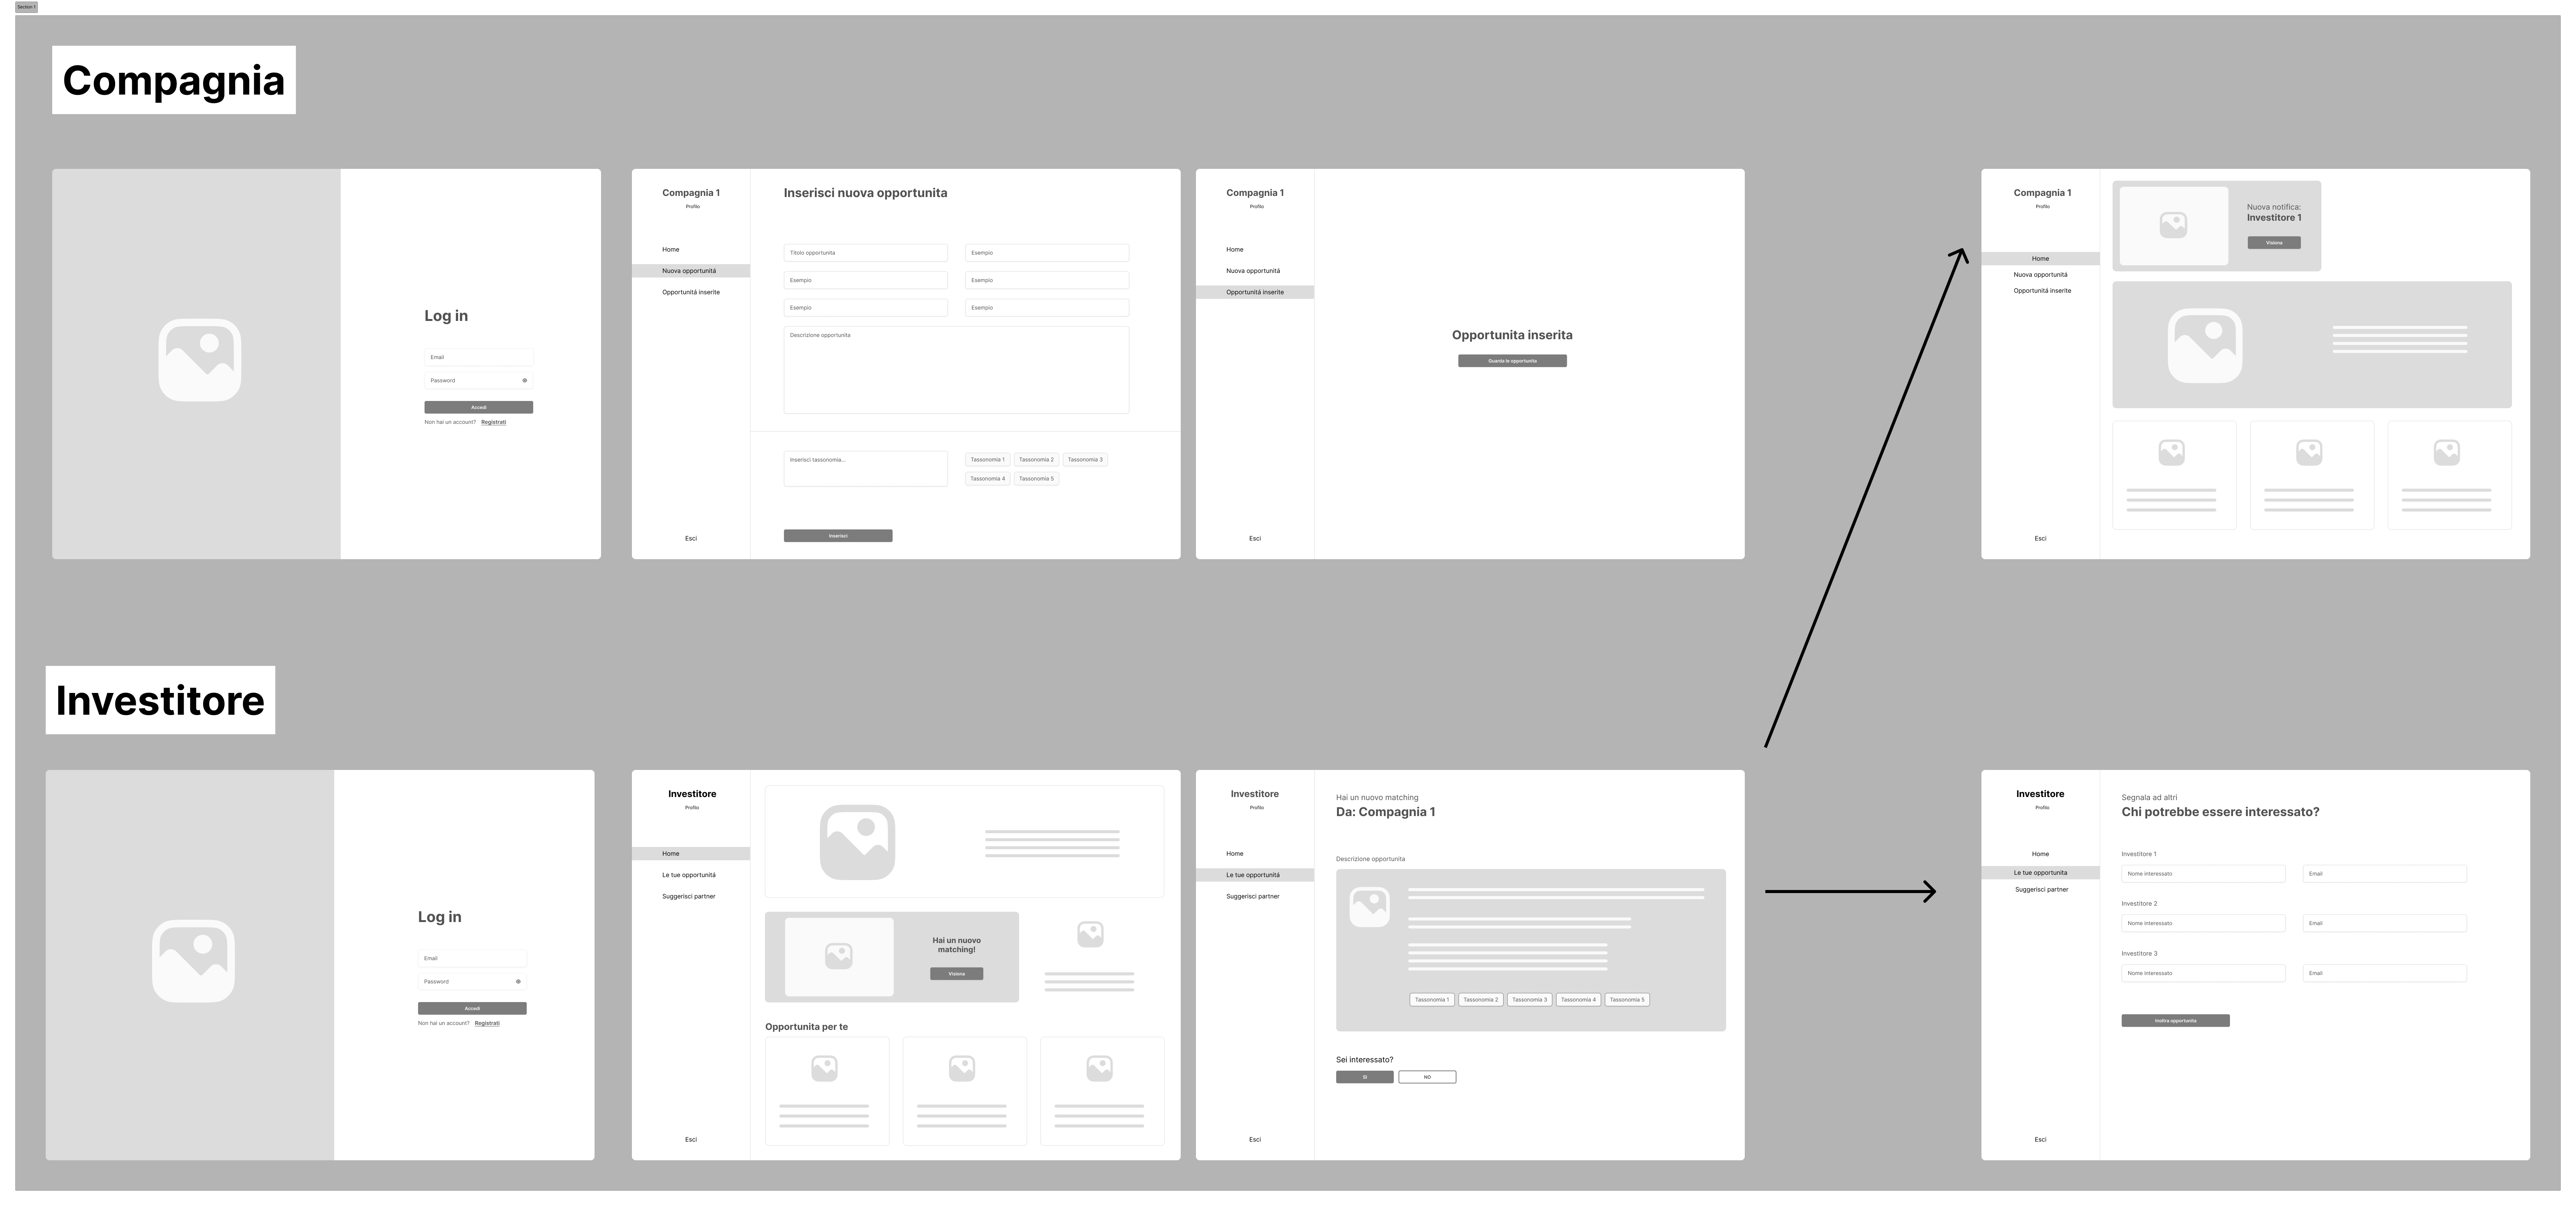 Section 1
Compagnia
Log in
Email
Password
Accedi
Non hai un account? Registrati
Compagnia 1
Profilo
Home
Nuova opportunitá
Opportunitá inserite
Esci
Inserisci nuova opportunita
Titolo opportunita
Esempio
Esempio
Esempio
Esempio
Esempio
Descrizione opportunita
Inserisci tassonomia...
Tassonomia 1
Tassonomia 2
Tassonomia 3
Tassonomia 4
Tassonomia 5
Inserisci
Compagnia 1
Profilo
Home
Nuova opportunitá
Opportunitá inserite
Esci
Opportunita inserita
Guarda le opportunita
Compagnia 1
Profilo
Home
Nuova opportunitá
Opportunitá inserite
Esci
Nuova notifica:
Investitore 1
Visiona
Investitore
Log in
Email
Password
Accedi
Non hai un account? Registrati
Investitore
Profilo
Home
Le tue opportunitá
Suggerisci partner
Esci
Hai un nuovo
matching!
Visiona
Opportunita per te
Investitore
Profilo
Home
Le tue opportunitá
Suggerisci partner
Esci
Hai un nuovo matching
Da: Compagnia 1
Descrizione opportunita
Tassonomia 1
Tassonomia 2
Tassonomia 3
Tassonomia 4
Tassonomia 5
Sei interessato?
SI
NO
Investitore
Profilo
Home
Le tue opportunita
Suggerisci partner
Esci
Segnala ad altri
Chi potrebbe essere interessato?
Investitore 1
Nome interessato
Email
Investitore 2
Nome interessato
Email
Investitore 3
Nome interessato
Email
Inoltra opportunita